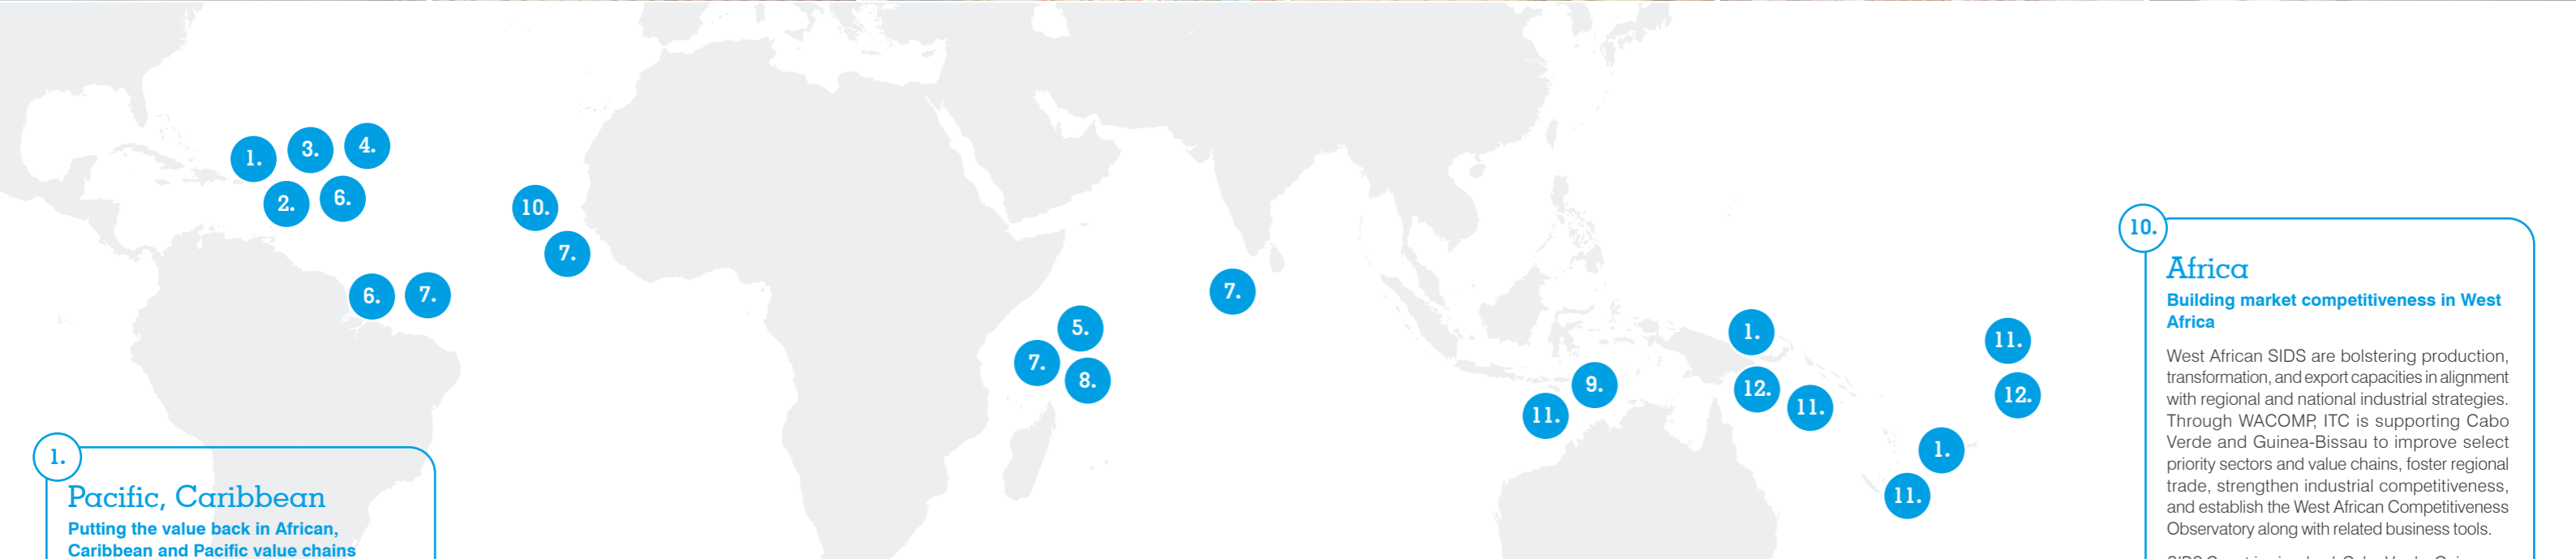 1.
3.
4.
2.
6.
10.
7.
6.
7.
7.
5.
7.
8.
1.
11.
9.
12.
11.
12.
11.
1.
11.
1.
Pacific, Caribbean
Putting the value back in African,
Caribbean and Pacific value chains
10.
Africa
Building market competitiveness in West
Africa
West African SIDS are bolstering production,
transformation, and export capacities in alignment
with regional and national industrial strategies.
Through WACOMP, ITC is supporting Cabo
Verde and Guinea-Bissau to improve select
priority sectors and value chains, foster regional
trade, strengthen industrial competitiveness,
and establish the West African Competitiveness
Observatory along with related business tools.